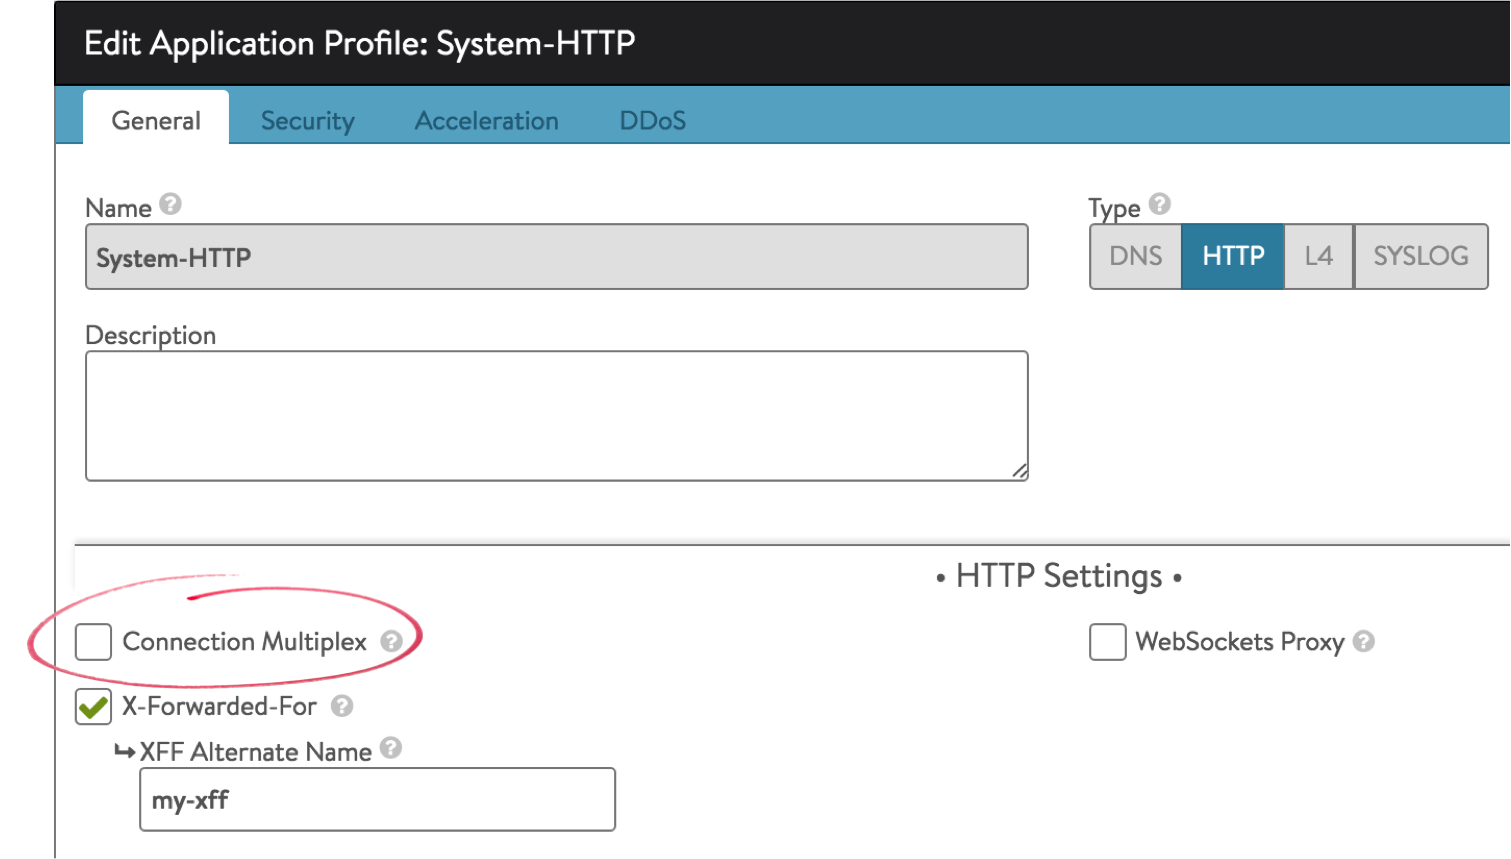 Edit Application Profile: System-HTTP
General Security Acceleration DDoS
Name ?
Type ?
System-HTTP
DNS HTTP L4 SYSLOG
Description
• HTTP Settings •
Connection Multiplex ?
WebSockets Proxy ?
X-Forwarded-For ?
XFF Alternate Name ?
my-xff